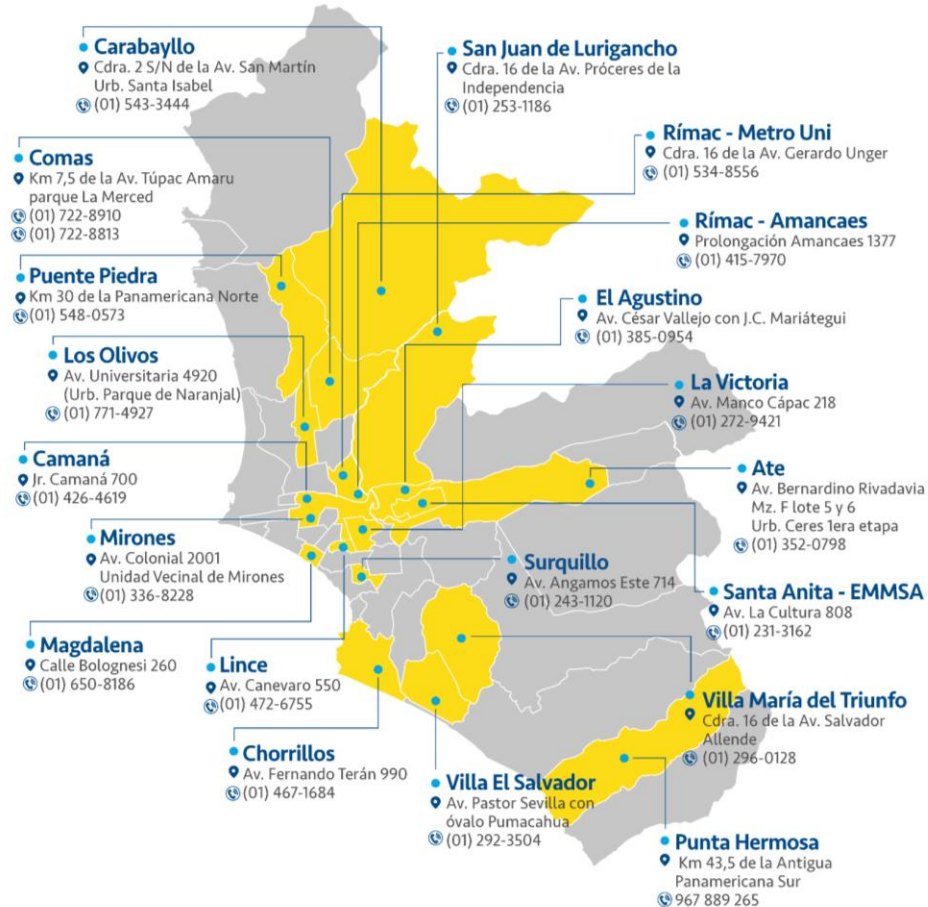 Carabayllo
Cdra. 2 S/N de la Av. San Martín
Urb. Santa Isabel
(01) 543-3444
San Juan de Lurigancho
Cdra. 16 de la Av. Próceres de la
Independencia
(01) 253-1186
Comas
Km 7,5 de la Av. Túpac Amaru
parque La Merced
(01) 722-8910
(01) 722-8813
Rímac - Metro Uni
Cdra. 16 de la Av. Gerardo Unger
(01) 534-8556
Rímac - Amancaes
Prolongación Amancaes 1377
(01) 415-7970
Puente Piedra
Km 30 de la Panamericana Norte
(01) 548-0573
El Agustino
Av. César Vallejo con J.C. Mariátegui
(01) 385-0954
Los Olivos
Av. Universitaria 4920
(Urb. Parque de Naranjal)
(01) 771-4927
La Victoria
Av. Manco Cápac 218
(01) 272-9421
Camaná
Jr. Camaná 700
(01) 426-4619
Ate
Av. Bernardino Rivadavia
Mz. F lote 5 y 6
Urb. Ceres 1era etapa
(01) 352-0798
Mirones
Av. Colonial 2001
Unidad Vecinal de Mirones
(01) 336-8228
Surquillo
Av. Angamos Este 714
(01) 243-1120
Santa Anita - EMMSA
Av. La Cultura 808
(01) 231-3162
Magdalena
Calle Bolognesi 260
(01) 650-8186
Lince
Av. Canevaro 550
(01) 472-6755
Villa María del Triunfo
Cdra. 16 de la Av. Salvador
Allende
(01) 296-0128
Chorrillos
Av. Fernando Terán 990
(01) 467-1684
Villa El Salvador
Av. Pastor Sevilla con
óvalo Pumacahua
(01) 292-3504
Punta Hermosa
Km 43,5 de la Antigua
Panamericana Sur
967 889 265